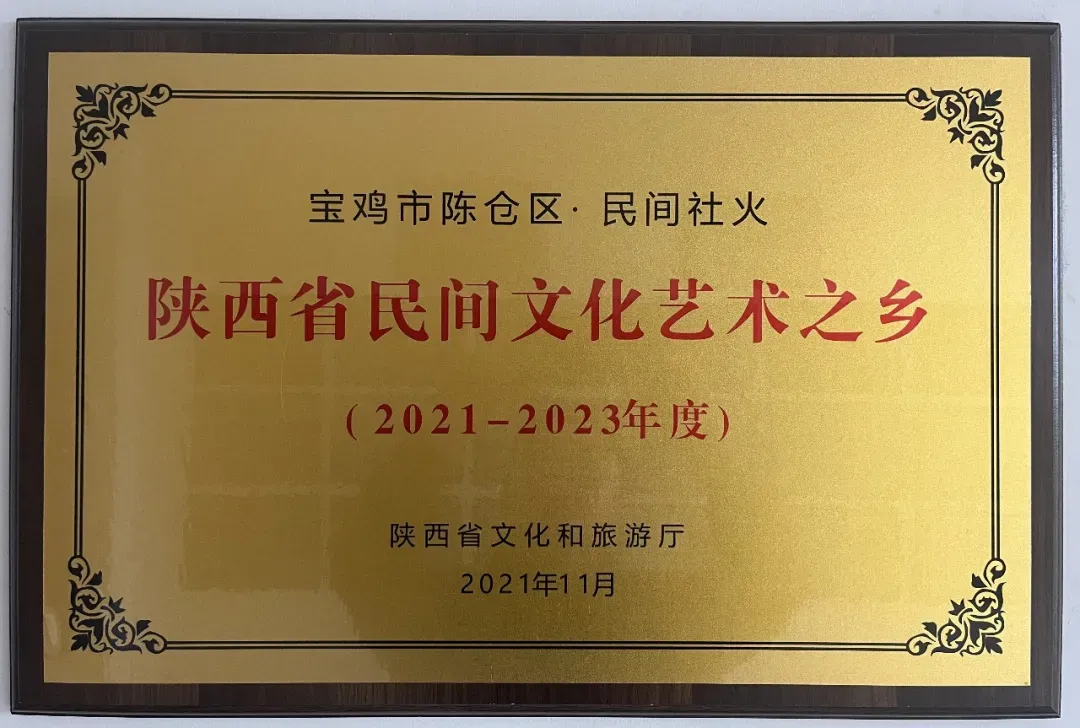 宝鸡市陈仓区·民间社火
陕西省民间文化艺术之乡
(2021-2023年度)
陕西省文化和旅游厅
2021年11月